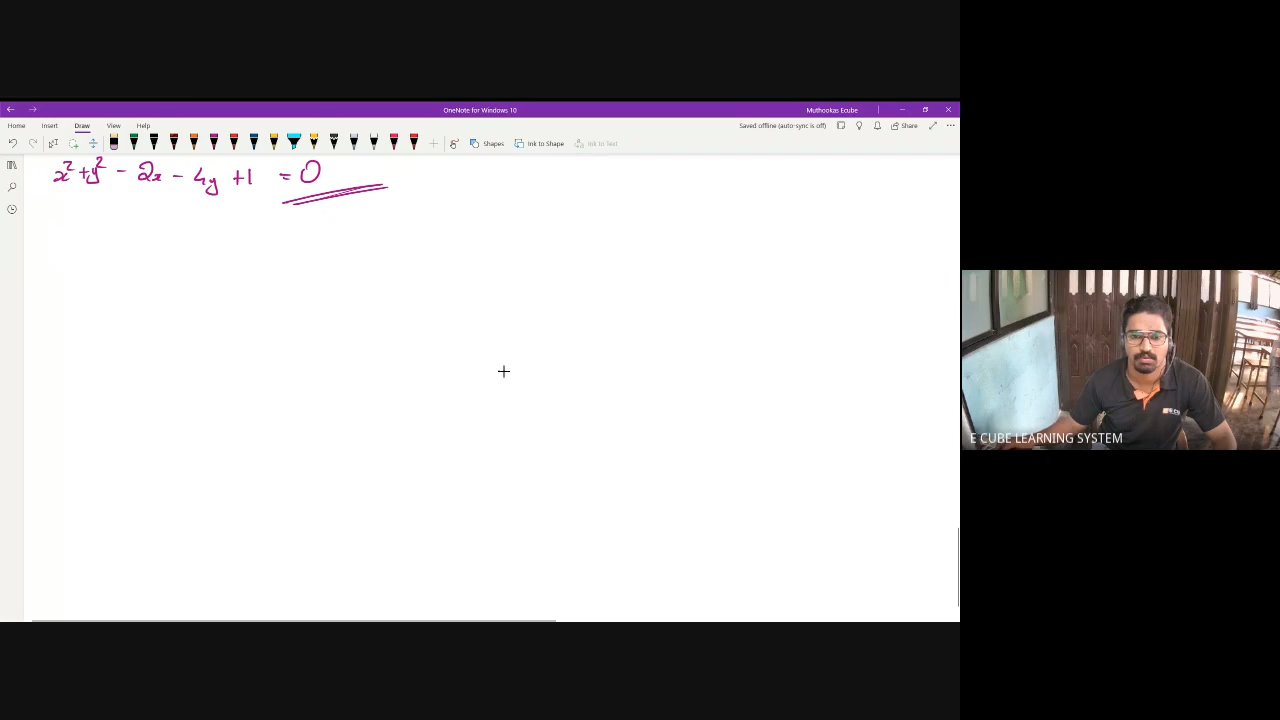 OneNote for Windows 10
Muthookas Ecube
Home Insert Draw View Help
Saved offline (auto-sync is off)
Share
Shapes
Ink to Shape
Ink to Text
x² + y² - 2x - 4y + 1 = 0
E CUBE LEARNING SYSTEM